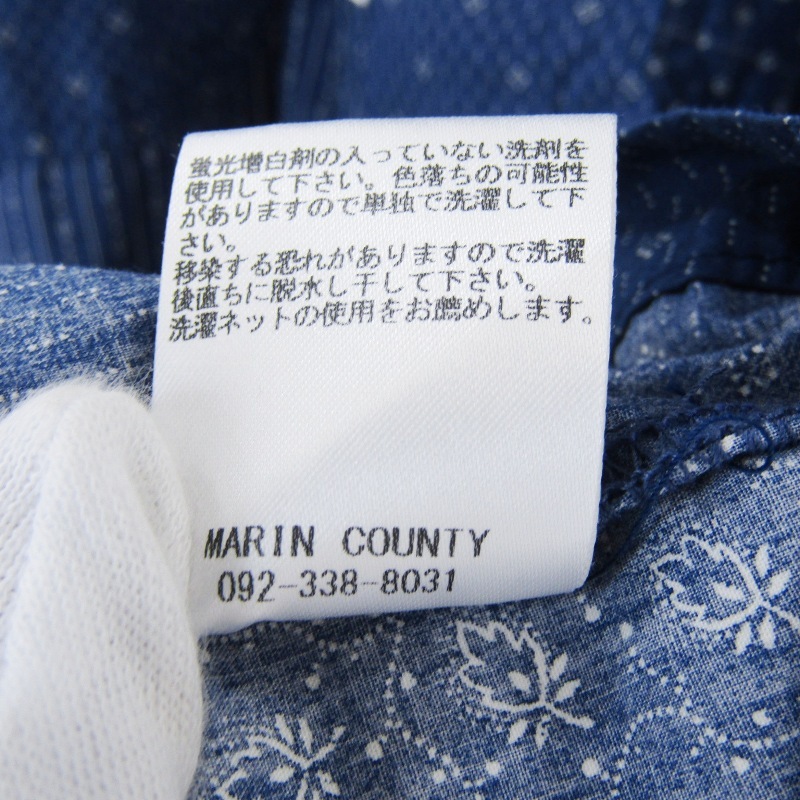 蛍光増白剤の入っていない洗剤を
使用して下さい。色落ちの可能性
がありますので単独で洗濯して下
さい。
移染する恐れがありますので洗濯
後直ちに脱水し干して下さい。
洗濯ネットの使用をお薦めします。
MARIN COUNTY
092-338-8031